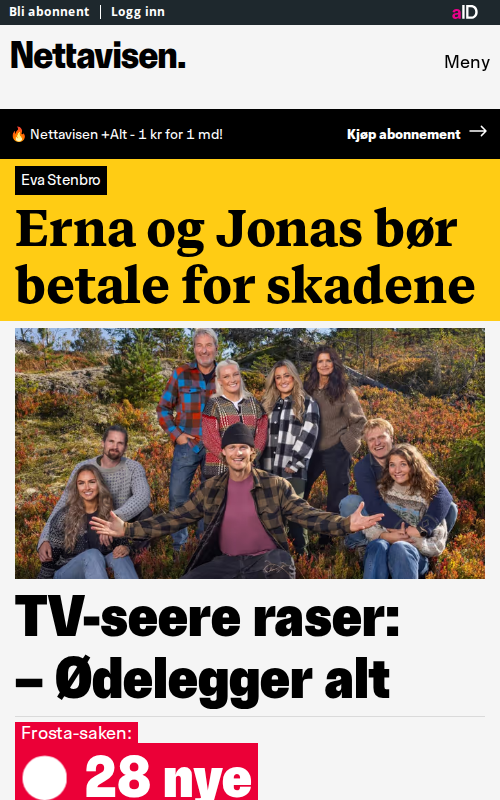 Bli abonnent
Logg inn
aID
Nettavisen.
Meny
🔥 Nettavisen +Alt - 1 kr for 1 md!
Kjøp abonnement →
Eva Stenbro
Erna og Jonas bør
betale for skadene
TV-seere raser:
– Ødelegger alt
Frosta-saken:
28 nye